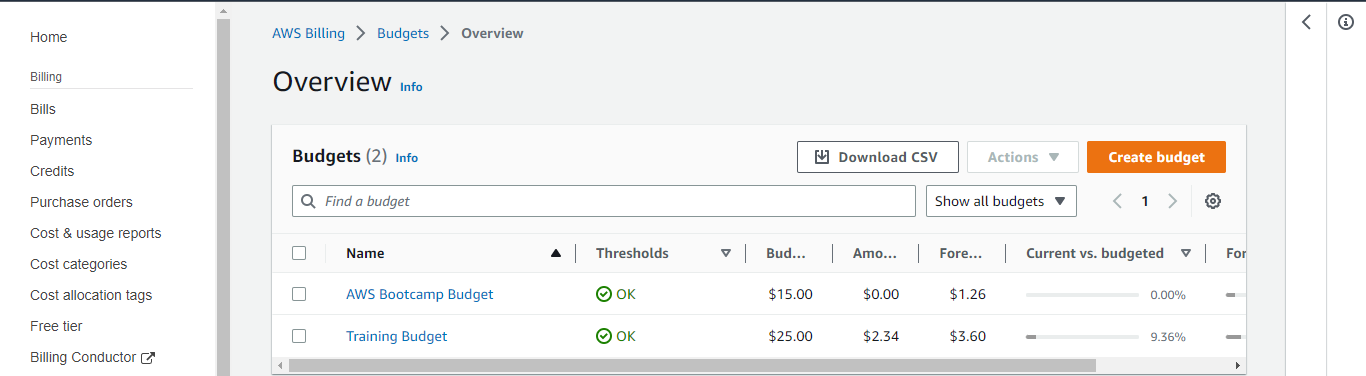 Home
Billing
Bills
Payments
Credits
Purchase orders
Cost & usage reports
Cost categories
Cost allocation tags
Free tier
Billing Conductor
AWS Billing > Budgets > Overview
Overview Info
Budgets (2) Info
Download CSV
Actions
Create budget
Find a budget
Show all budgets
1
Name Thresholds Bud... Amo... Fore... Current vs. budgeted For
AWS Bootcamp Budget OK $15.00 $0.00 $1.26 0.00%
Training Budget OK $25.00 $2.34 $3.60 9.36%